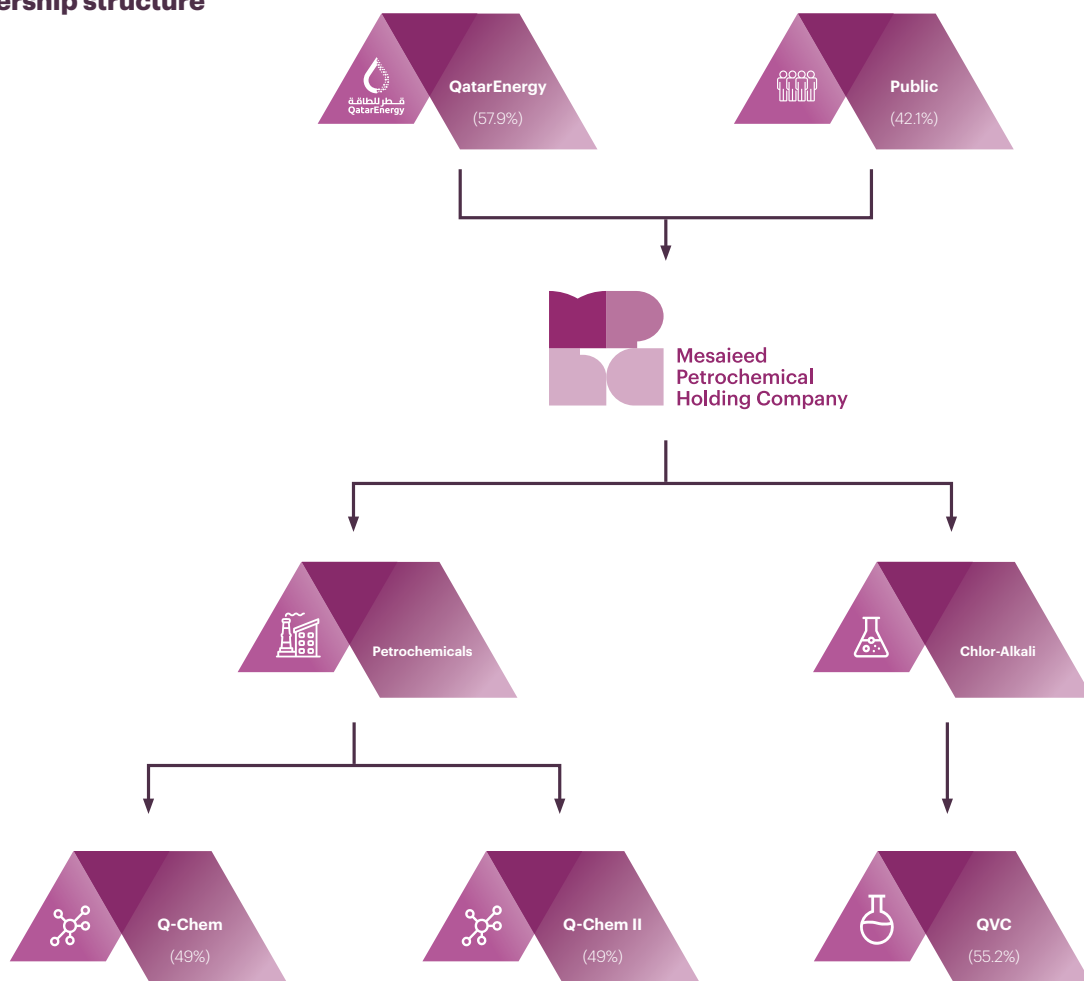 ership structure
قطر للطاقة
QatarEnergy
QatarEnergy
(57.9%)
Public
(42.1%)
Mesaieed
Petrochemical
Holding Company
Petrochemicals
Chlor-Alkali
Q-Chem
(49%)
Q-Chem II
(49%)
QVC
(55.2%)